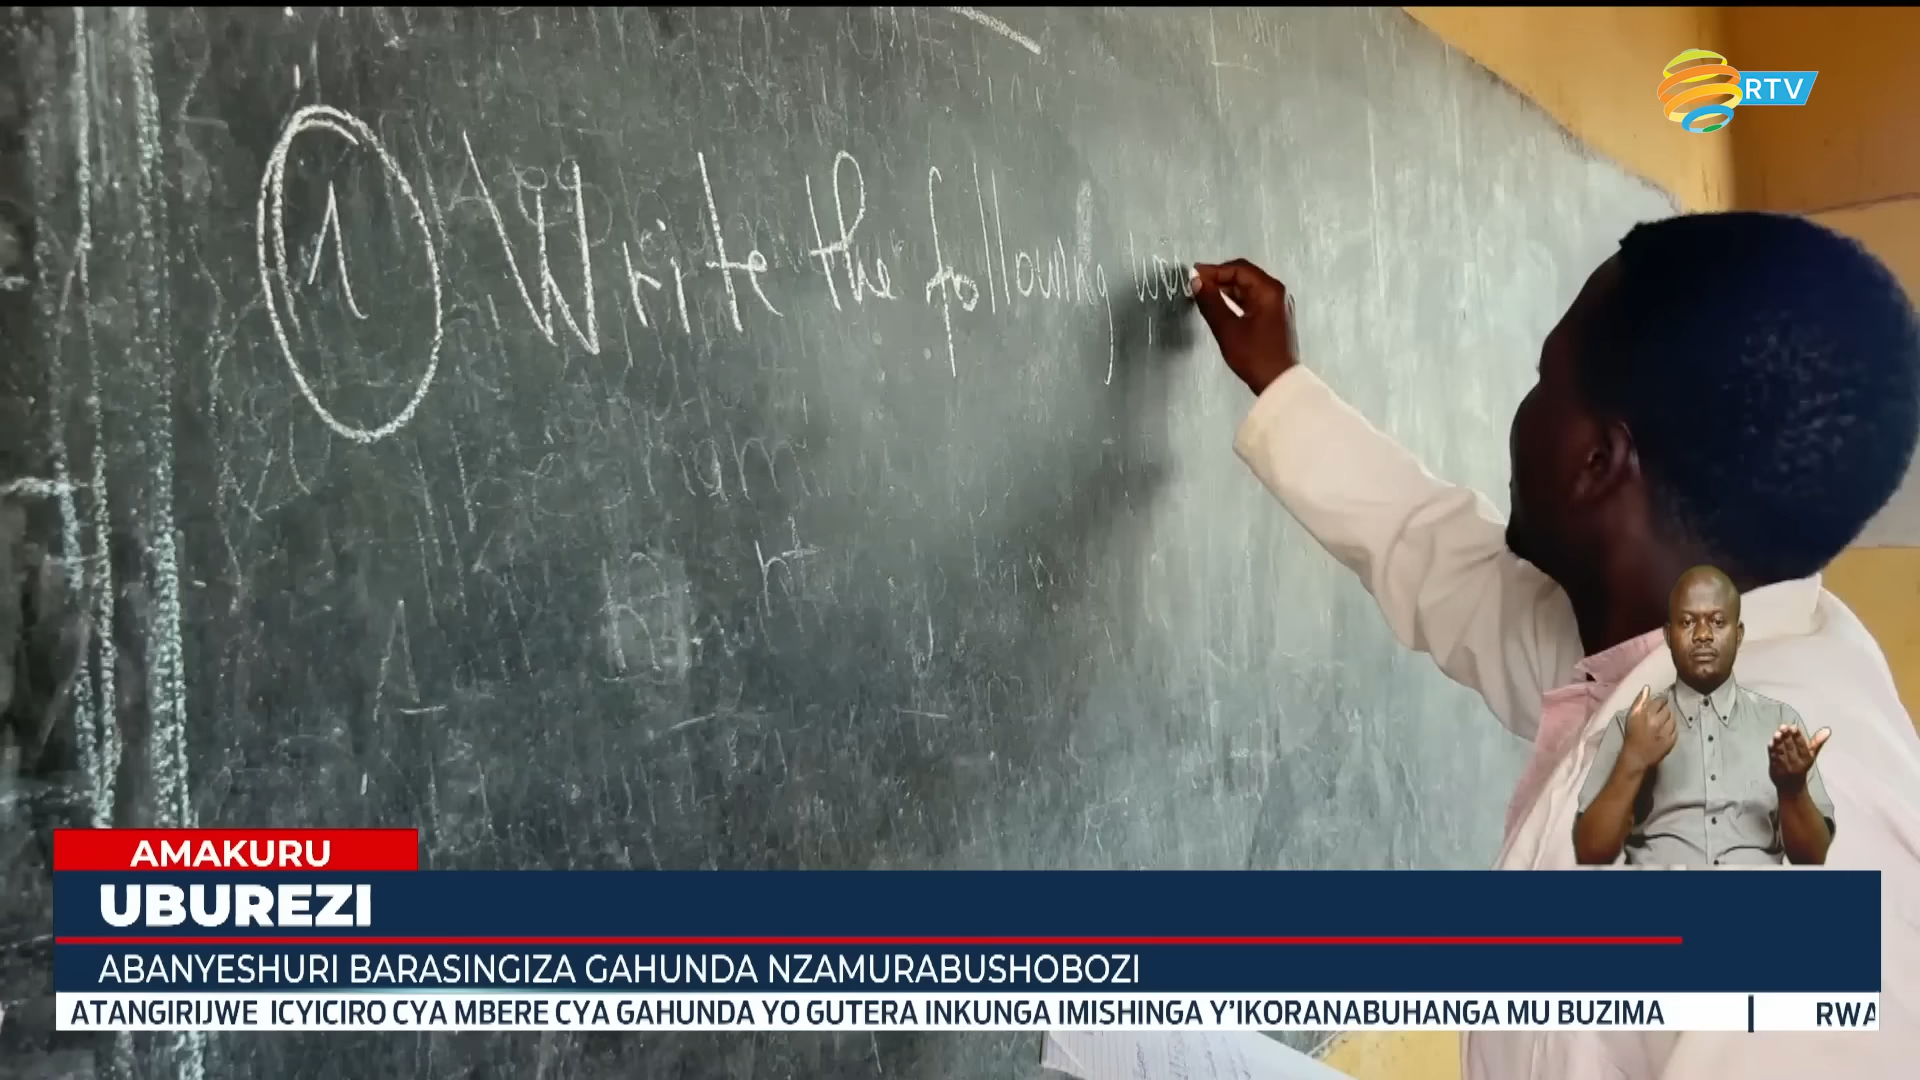 RTV
1 Write the following
AMAKURU
UBUREZI
ABANYESHURI BARASINGIZA GAHUNDA NZAMURABUSHOBOZI
ATANGIRIJWE ICYICIRO CYA MBERE CYA GAHUNDA YO GUTERA INKUNGA IMISHINGA Y'IKORANABUHANGA MU BUZIMA | RWA